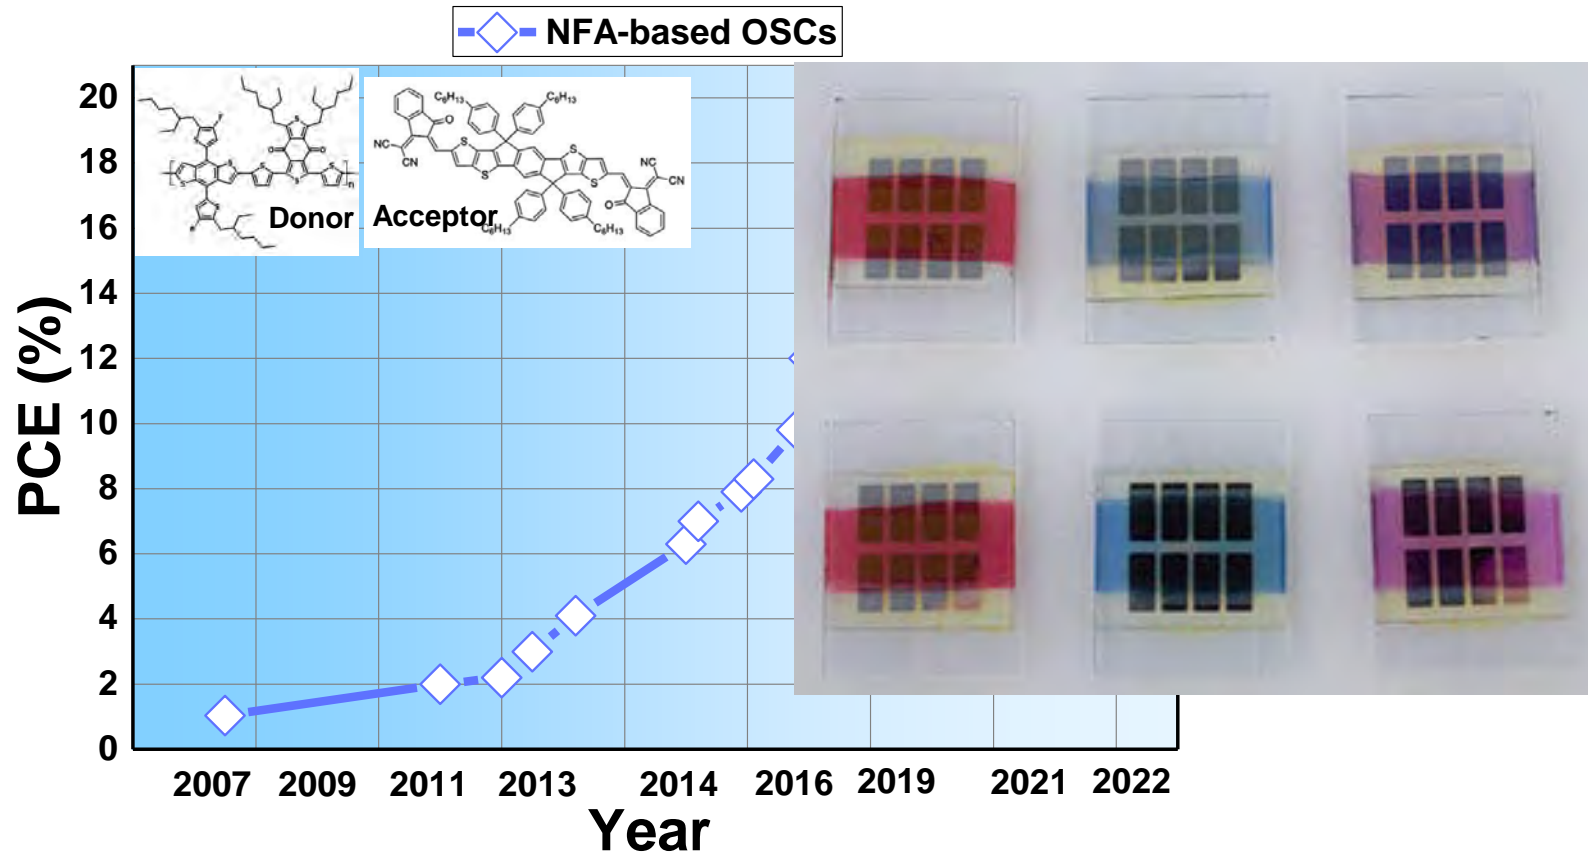 NFA-based OSCs
20
18
16
14
12
10
8
6
4
2
0
PCE (%)
S
F
S
O
O
S
S
S
S
S
n
S
F
Donor
C6H13
C6H13
O
NC
CN
S
S
S
S
NC
CN
O
C6H13
C6H13
Acceptor
2007 2009 2011 2013 2014 2016 2019 2021 2022
Year